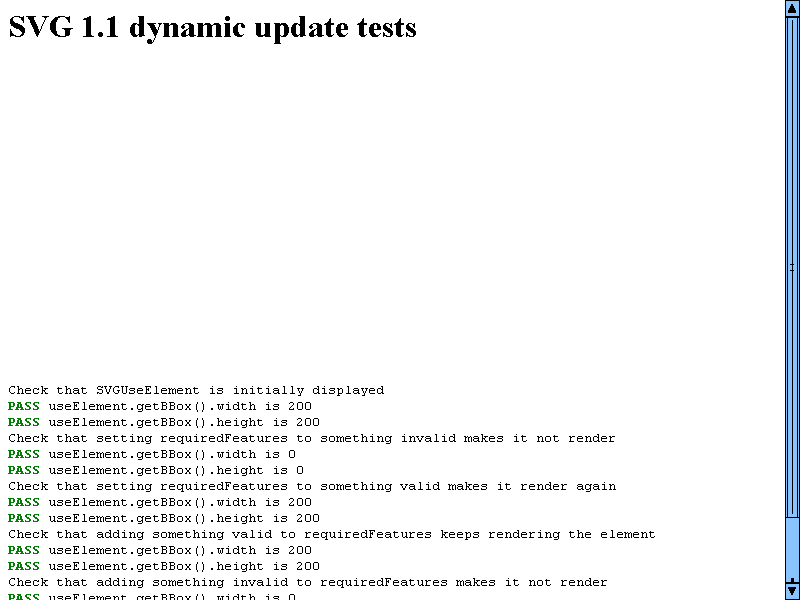 SVG 1.1 dynamic update tests
Check that SVGUseElement is initially displayed
PASS useElement.getBBox().width is 200
PASS useElement.getBBox().height is 200
Check that setting requiredFeatures to something invalid makes it not render
PASS useElement.getBBox().width is 0
PASS useElement.getBBox().height is 0
Check that setting requiredFeatures to something valid makes it render again
PASS useElement.getBBox().width is 200
PASS useElement.getBBox().height is 200
Check that adding something valid to requiredFeatures keeps rendering the element
PASS useElement.getBBox().width is 200
PASS useElement.getBBox().height is 200
Check that adding something invalid to requiredFeatures makes it not render
PASS useElement.getBBox().width is 0